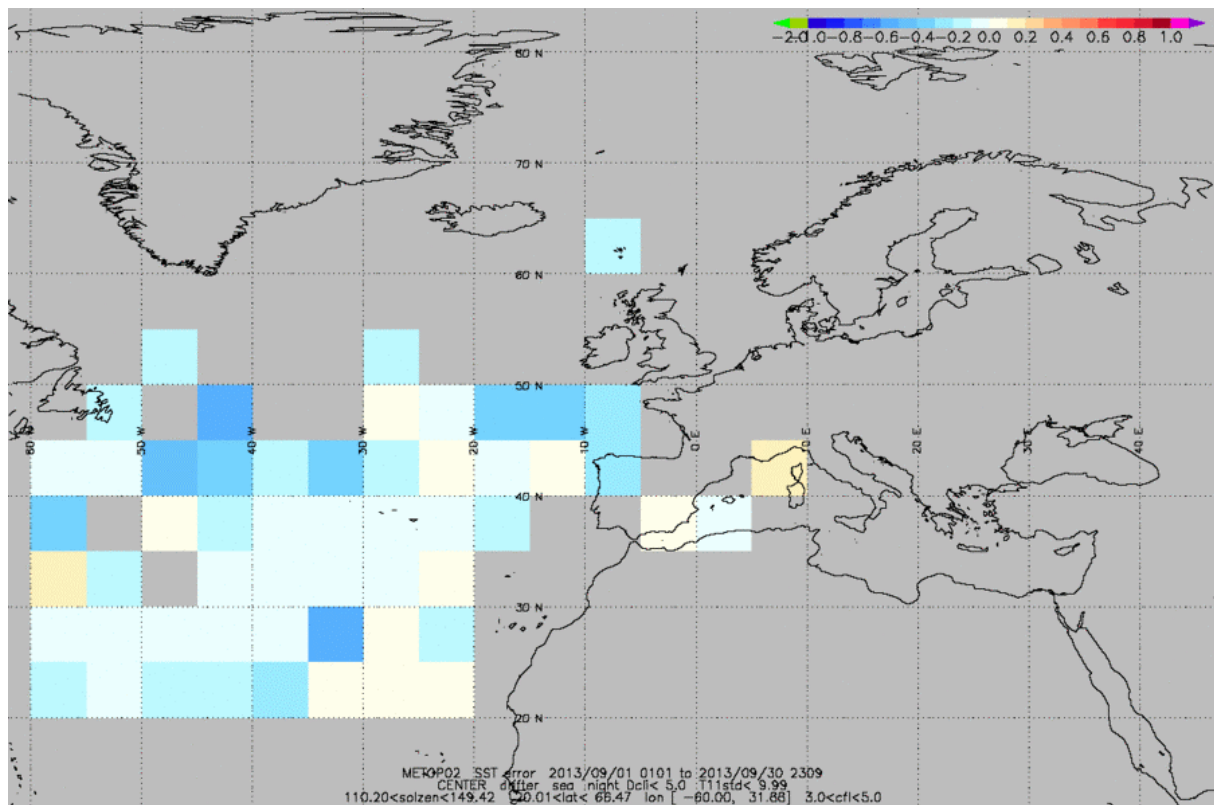 -2.0 -1.0 -0.8 -0.6 -0.4 -0.2 0.0 0.2 0.4 0.6 0.8 1.0
80 N
70 N
60 N
50 N
60 W 50 W 40 W 30 W 20 W 10 W 0 E 10 E 20 E 30 E 40 E
40 N
30 N
20 N
METOP02 SST error 2013/09/01 0101 to 2013/09/30 2309
CENTER drifter sea night Dcli< 5.0 T11std< 9.99
110.20<solzen<149.42 20.01<lat< 66.47 lon [ -60.00, 31.88] 3.0<cfl<5.0